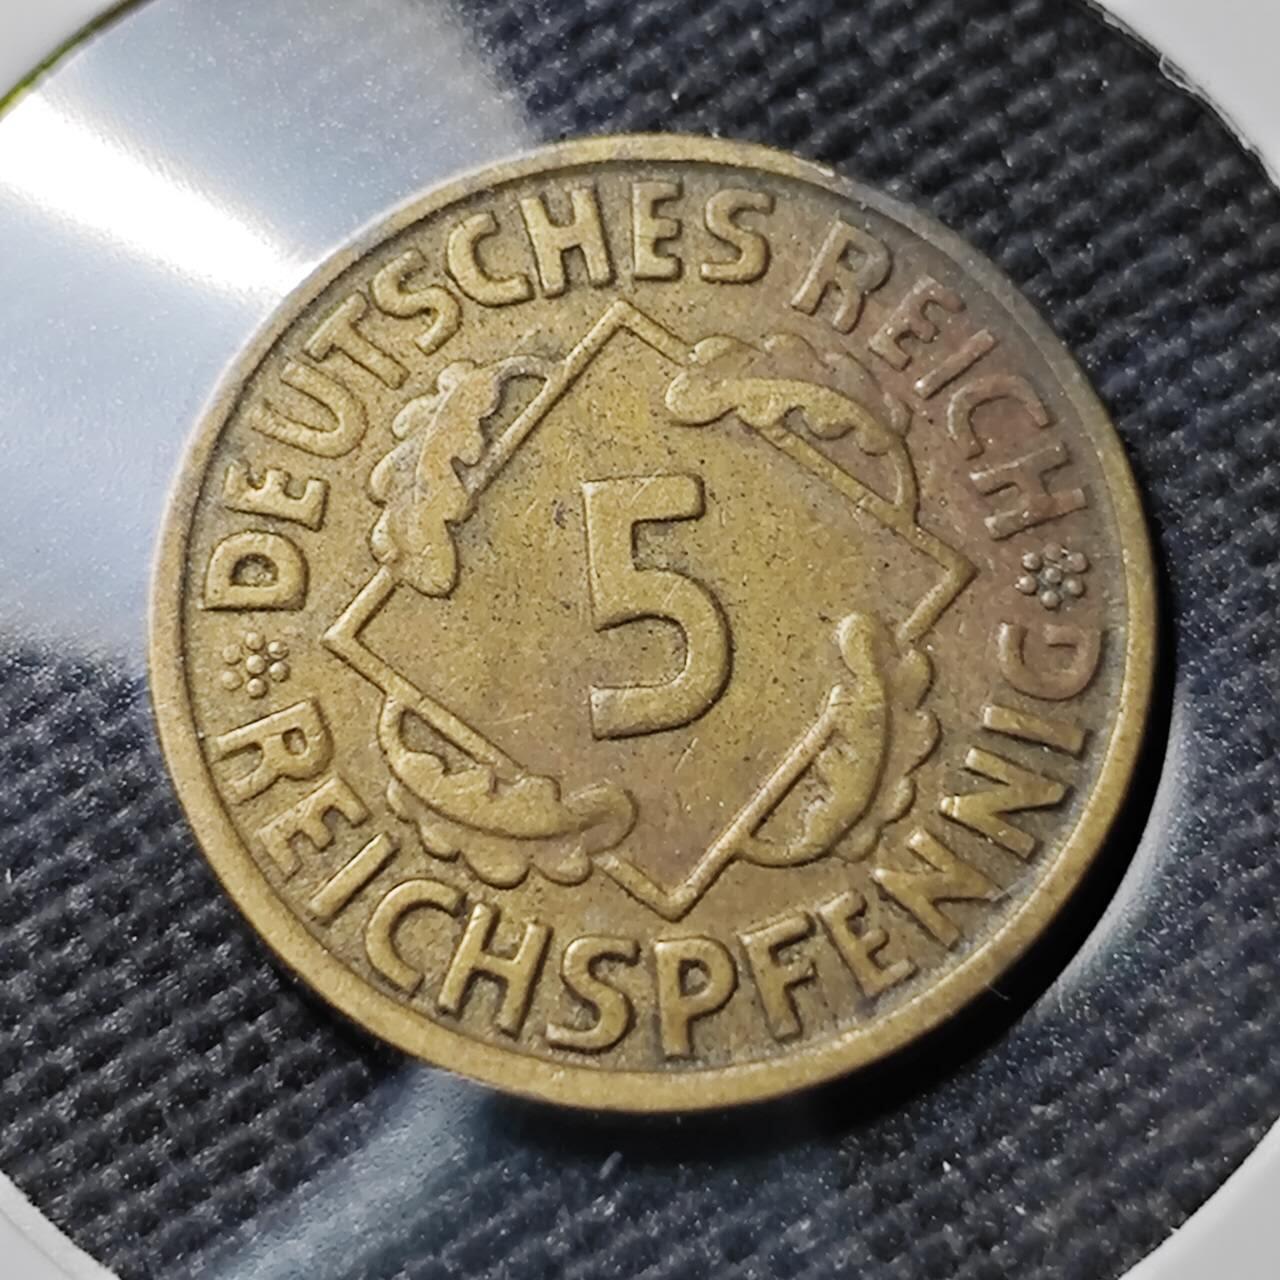 DEUTSCHES REICH
5
REICHSPFENNIG